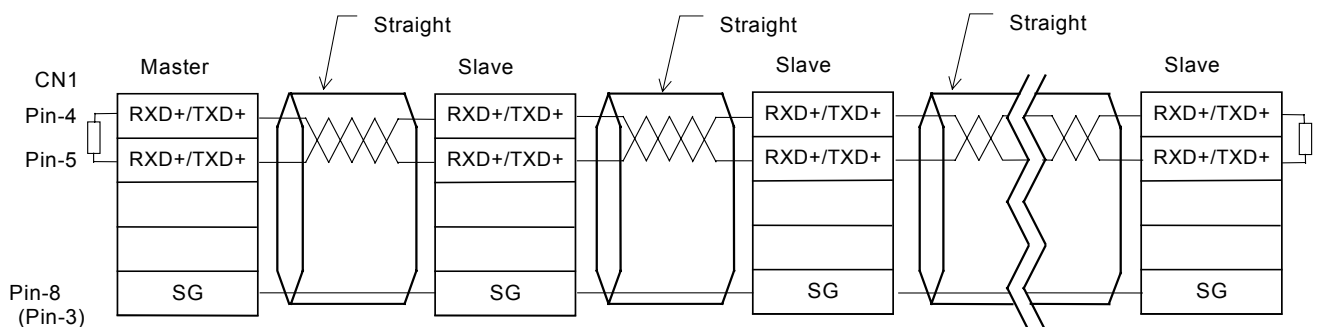 Straight
Straight
Straight
CN1
Master
Slave
Slave
Slave
Pin-4
RXD+/TXD+
RXD+/TXD+
RXD+/TXD+
RXD+/TXD+
Pin-5
RXD+/TXD+
RXD+/TXD+
RXD+/TXD+
RXD+/TXD+
Pin-8
(Pin-3)
SG
SG
SG
SG